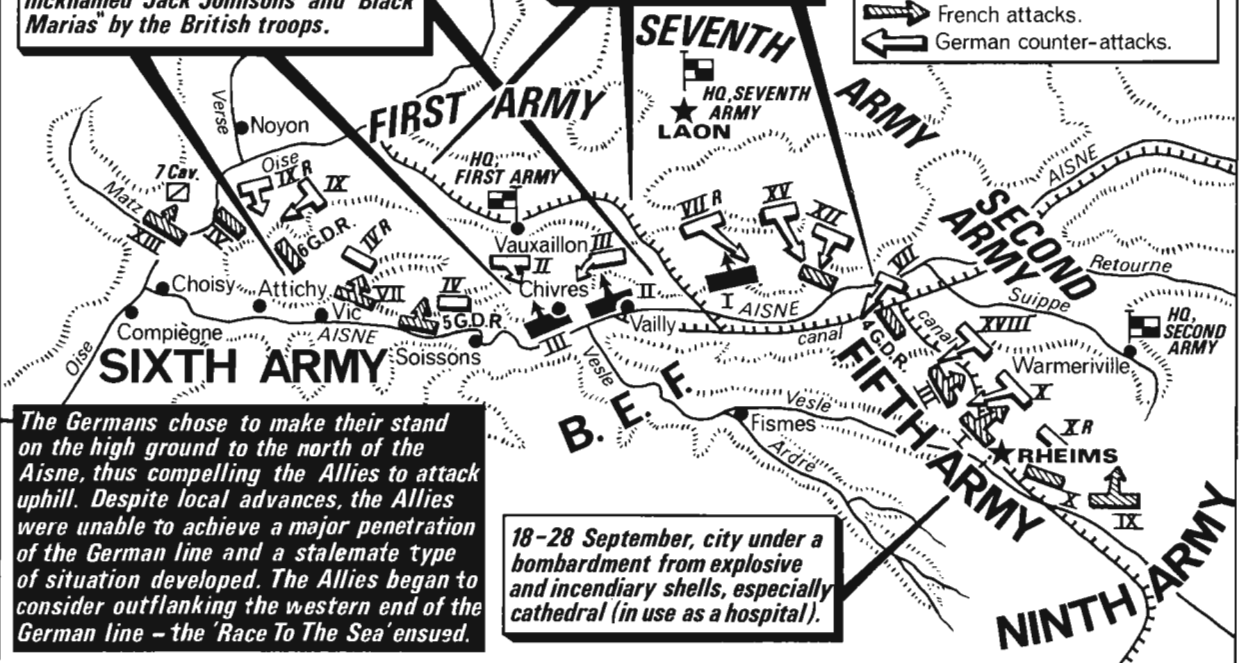 nicknamed "Jack Johnsons" and "Black
Marias" by the British troops.
French attacks.
German counter-attacks.
SEVENTH
ARMY
HQ, SEVENTH
ARMY
LAON
FIRST ARMY
HQ,
FIRST ARMY
Verse
Noyon
Oise
Matz
7 Cav.
IX R
IX
XIII
IV
6 G.D.R.
IV R
Vauxaillon
III
II
VII R
XV
XII
VII
AISNE
SECOND
ARMY
Retourne
Suippe
HQ,
SECOND
ARMY
Choisy
Attichy
Vic
VII
IV
5 G.D.R.
Chivres
II
I
AISNE
Vailly
canal
4 G.D.R.
canal
XVIII
Warmeriville
Compiègne
AISNE
Soissons
III
Oise
SIXTH ARMY
Vesle
B. E. F.
FIFTH ARMY
III
X
Vesle
Fismes
Ardre
I
X R
RHEIMS
X
IX
NINTH ARMY
The Germans chose to make their stand
on the high ground to the north of the
Aisne, thus compelling the Allies to attack
uphill. Despite local advances, the Allies
were unable to achieve a major penetration
of the German line and a stalemate type
of situation developed. The Allies began to
consider outflanking the western end of the
German line – the 'Race To The Sea' ensued.
18–28 September, city under a
bombardment from explosive
and incendiary shells, especially
cathedral (in use as a hospital).